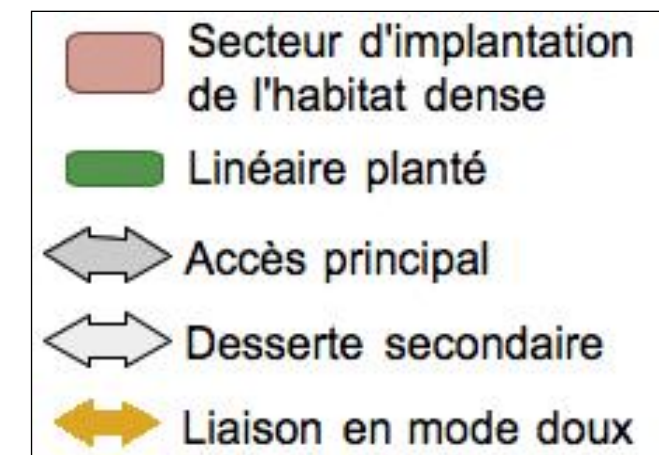 Secteur d'implantation
de l'habitat dense
Linéaire planté
Accès principal
Desserte secondaire
Liaison en mode doux